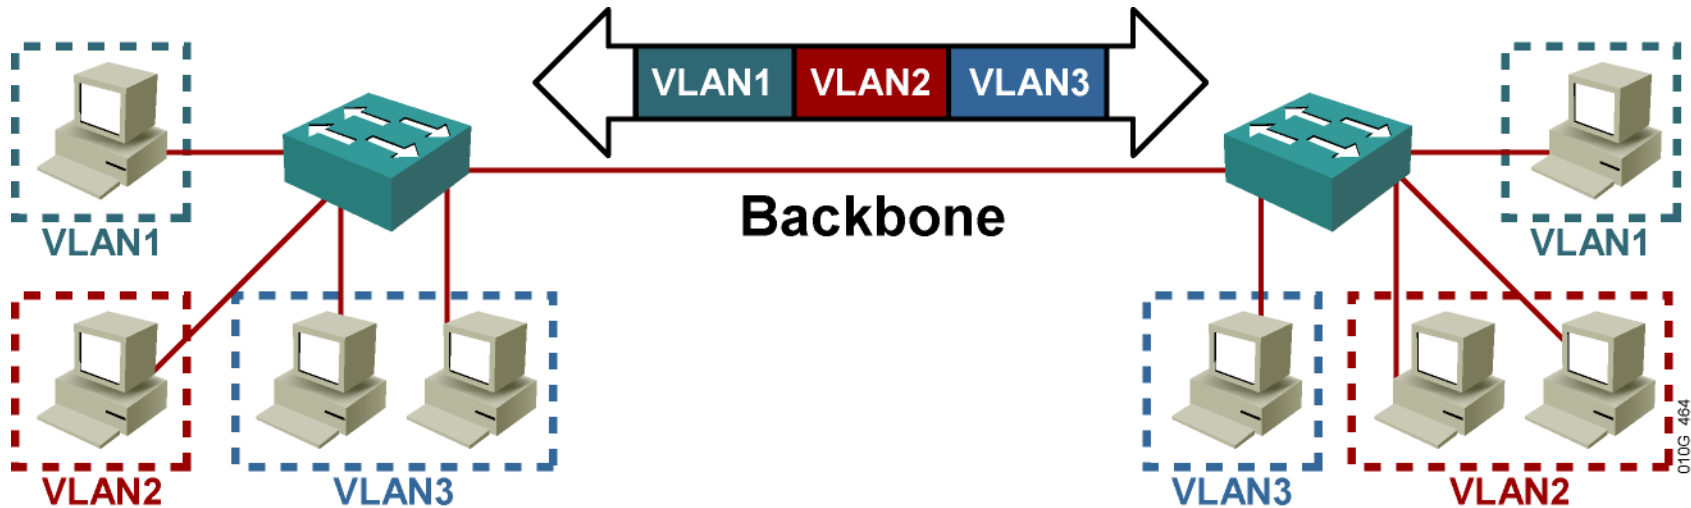 VLAN1 VLAN2 VLAN3
Backbone
VLAN1
VLAN1
VLAN2
VLAN3
VLAN3
VLAN2
010G 464